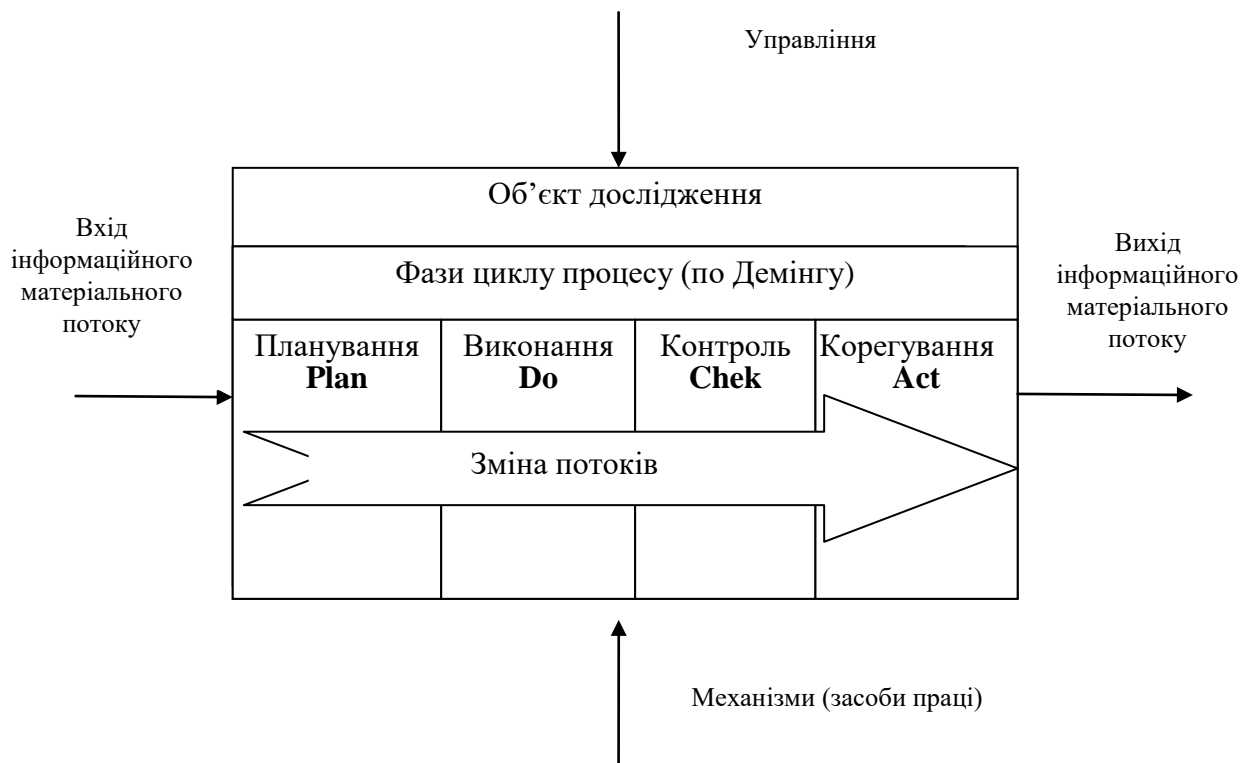 Управління
Об’єкт дослідження
Вхід
інформаційного
матеріального
потоку
Фази циклу процесу (по Демінгу)
Вихід
інформаційного
матеріального
потоку
Планування
Plan
Виконання
Do
Контроль
Chek
Корегування
Act
Зміна потоків
Механізми (засоби праці)